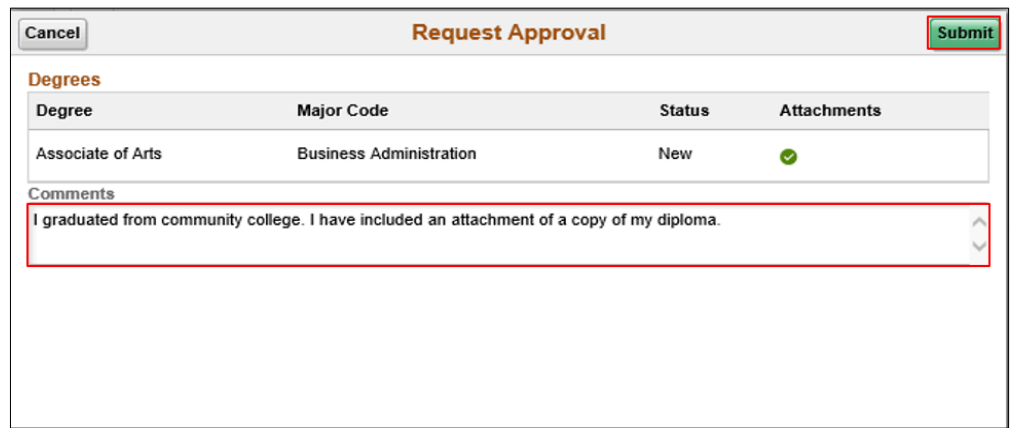 Cancel Request Approval Submit
Degrees
Degree Major Code Status Attachments
Associate of Arts Business Administration New
Comments
I graduated from community college. I have included an attachment of a copy of my diploma.